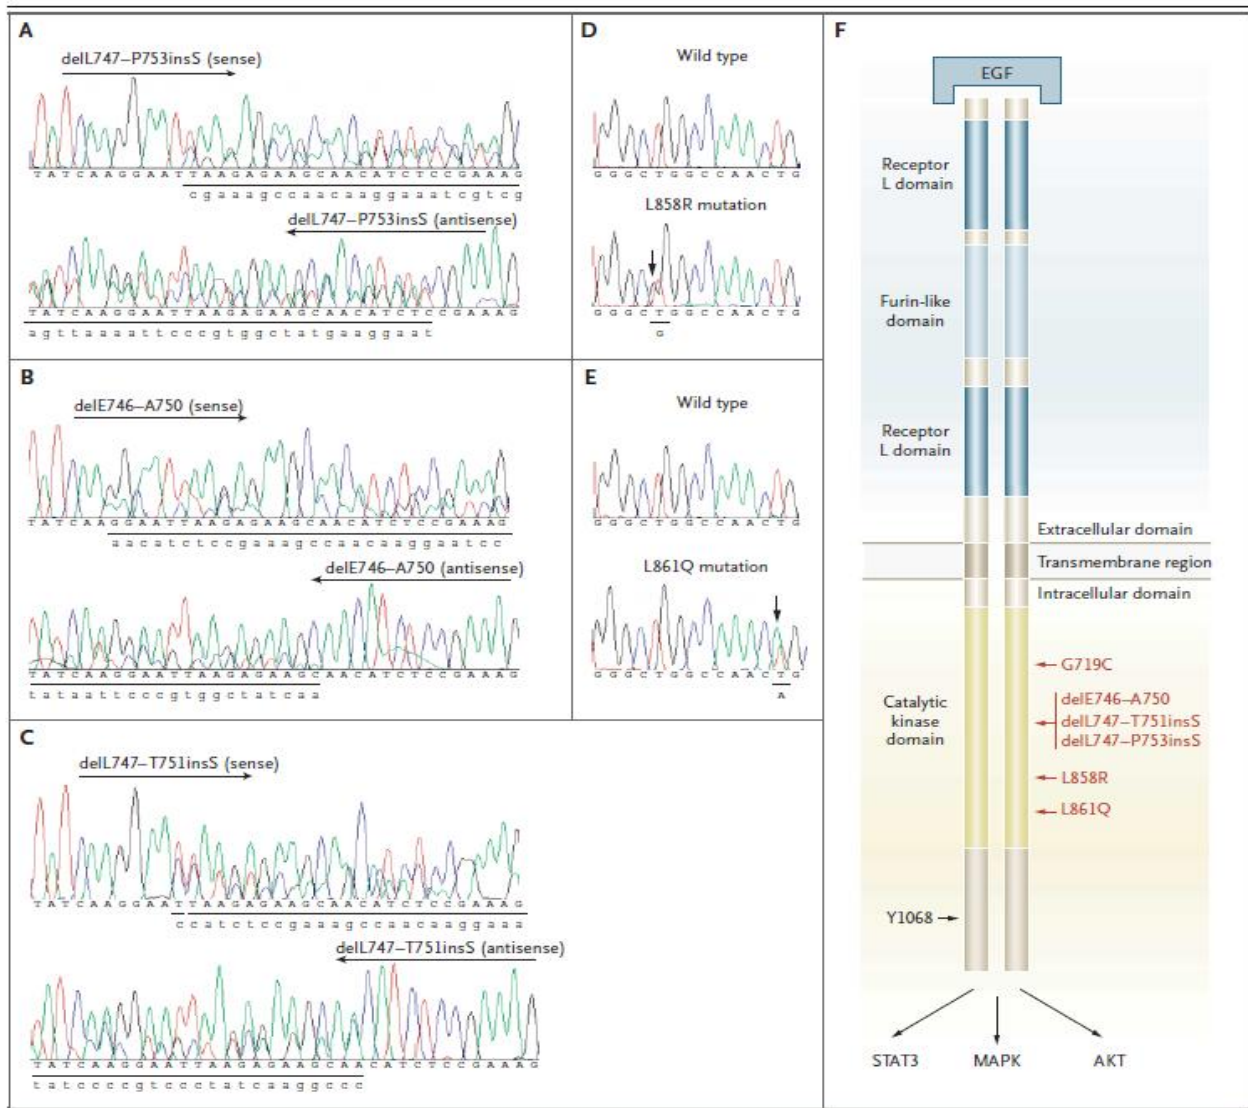 A
delL747–P753insS (sense)
TATCAAGGAATTAAGAGAAGCAACATCTCCGAAAG
cgaaagccaacaaggaaatcgtcg
delL747–P753insS (antisense)
TATCAAGGAATTAAGAGAAGCAACATCTCCGAAAG
agttaaaattcccgtggctatgaaggaat
B
delE746–A750 (sense)
TATCAAGGAATTAAGAGAAGCAACATCTCCGAAAG
aacatctccgaaagccaacaaggaatcc
delE746–A750 (antisense)
TATCAAGGAATTAAGAGAAGCAACATCTCCGAAAG
tataattcccgtggctatcaa
C
delL747–T751insS (sense)
TATCAAGGAATTAAGAGAAGCAACATCTCCGAAAG
ccatctccgaaagccaacaaggaaa
delL747–T751insS (antisense)
TATCAAGGAATTAAGAGAAGCAACATCTCCGAAAG
tatccccgtccctatcaaggccc
D
Wild type
GGGCTGGCCAACTG
L858R mutation
GGGCTGGCCAACTG
G
E
Wild type
GGGCTGGCCAACTG
L861Q mutation
GGGCTGGCCAACTG
A
F
EGF
Receptor
L domain
Furin-like
domain
Receptor
L domain
Extracellular domain
Transmembrane region
Intracellular domain
Catalytic
kinase
domain
G719C
delE746–A750
delL747–T751insS
delL747–P753insS
L858R
L861Q
Y1068
STAT3 MAPK AKT